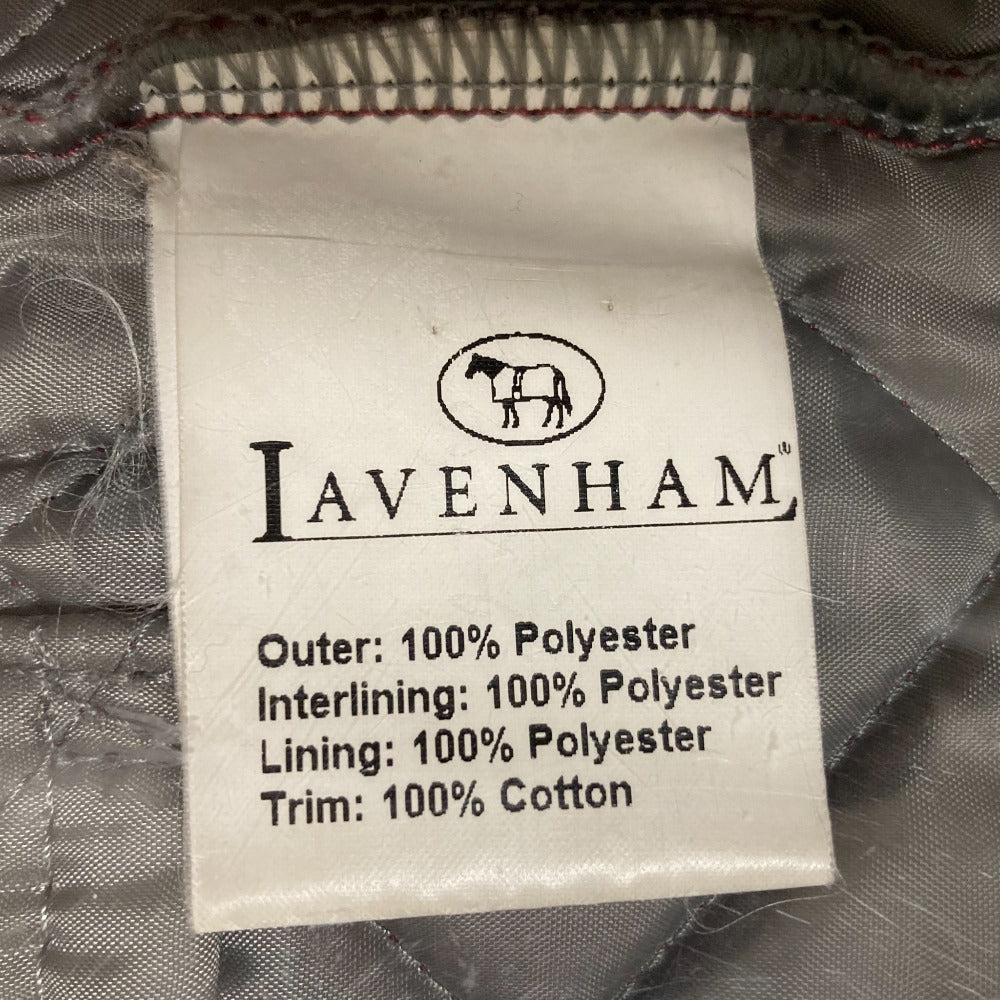 LAVENHAM
Outer: 100% Polyester
Interlining: 100% Polyester
Lining: 100% Polyester
Trim: 100% Cotton